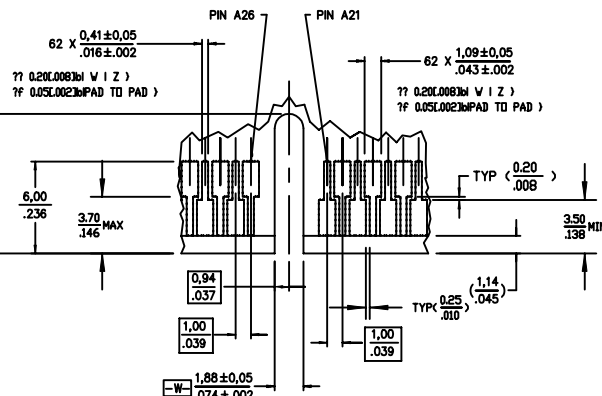 PIN A26
PIN A21
62 X 0,41±0,05
.016±.002
62 X 1,09±0,05
.043±.002
?? 0.20[.008]b| W | Z )
?f 0.05[.002]b|PAD TO PAD )
?? 0.20[.008]b| W | Z )
?f 0.05[.002]b|PAD TO PAD )
TYP ( 0.20
.008 )
6,00
.236
3.70
.146 MAX
3.50
.138 MIN
0,94
.037
TYP( 0.25
.010 )
( 1,14
.045 )
1,00
.039
1,00
.039
-W- 1,88±0,05
.074±.002